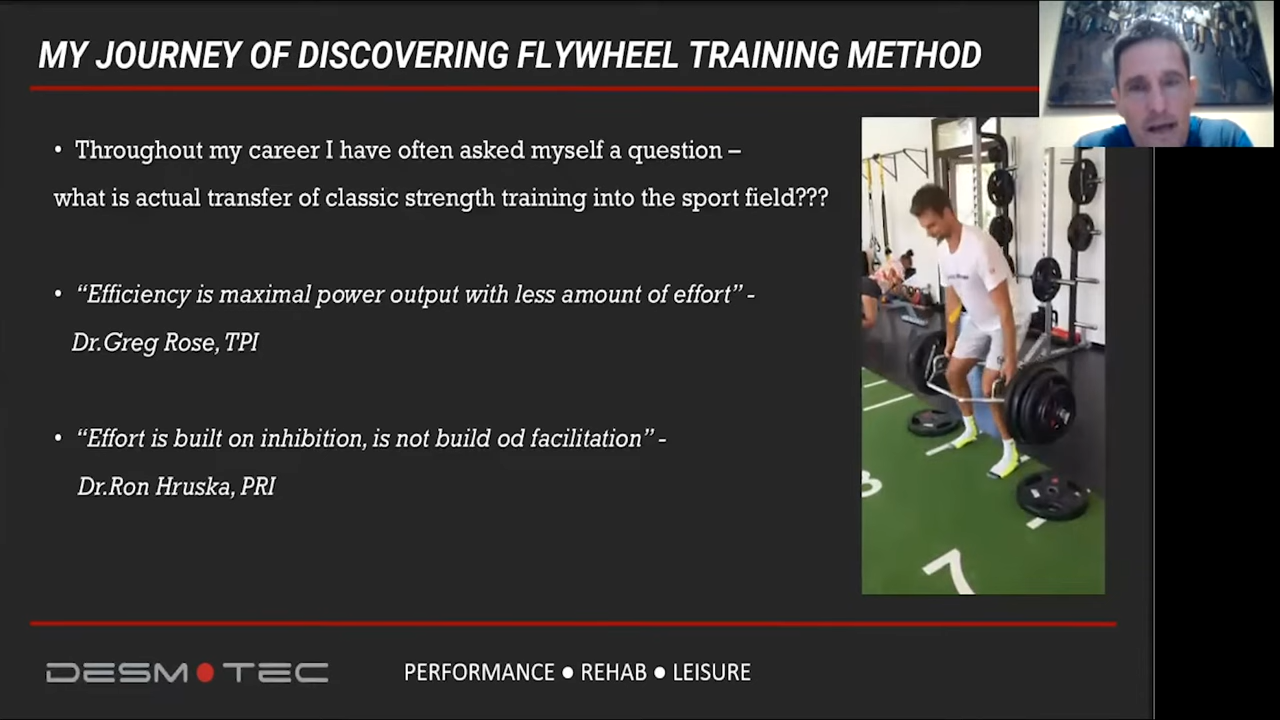 MY JOURNEY OF DISCOVERING FLYWHEEL TRAINING METHOD
• Throughout my career I have often asked myself a question –
what is actual transfer of classic strength training into the sport field???
• “Efficiency is maximal power output with less amount of effort” -
Dr.Greg Rose, TPI
• “Effort is built on inhibition, is not build od facilitation” -
Dr.Ron Hruska, PRI
8
7
DESMOTEC
PERFORMANCE ● REHAB ● LEISURE